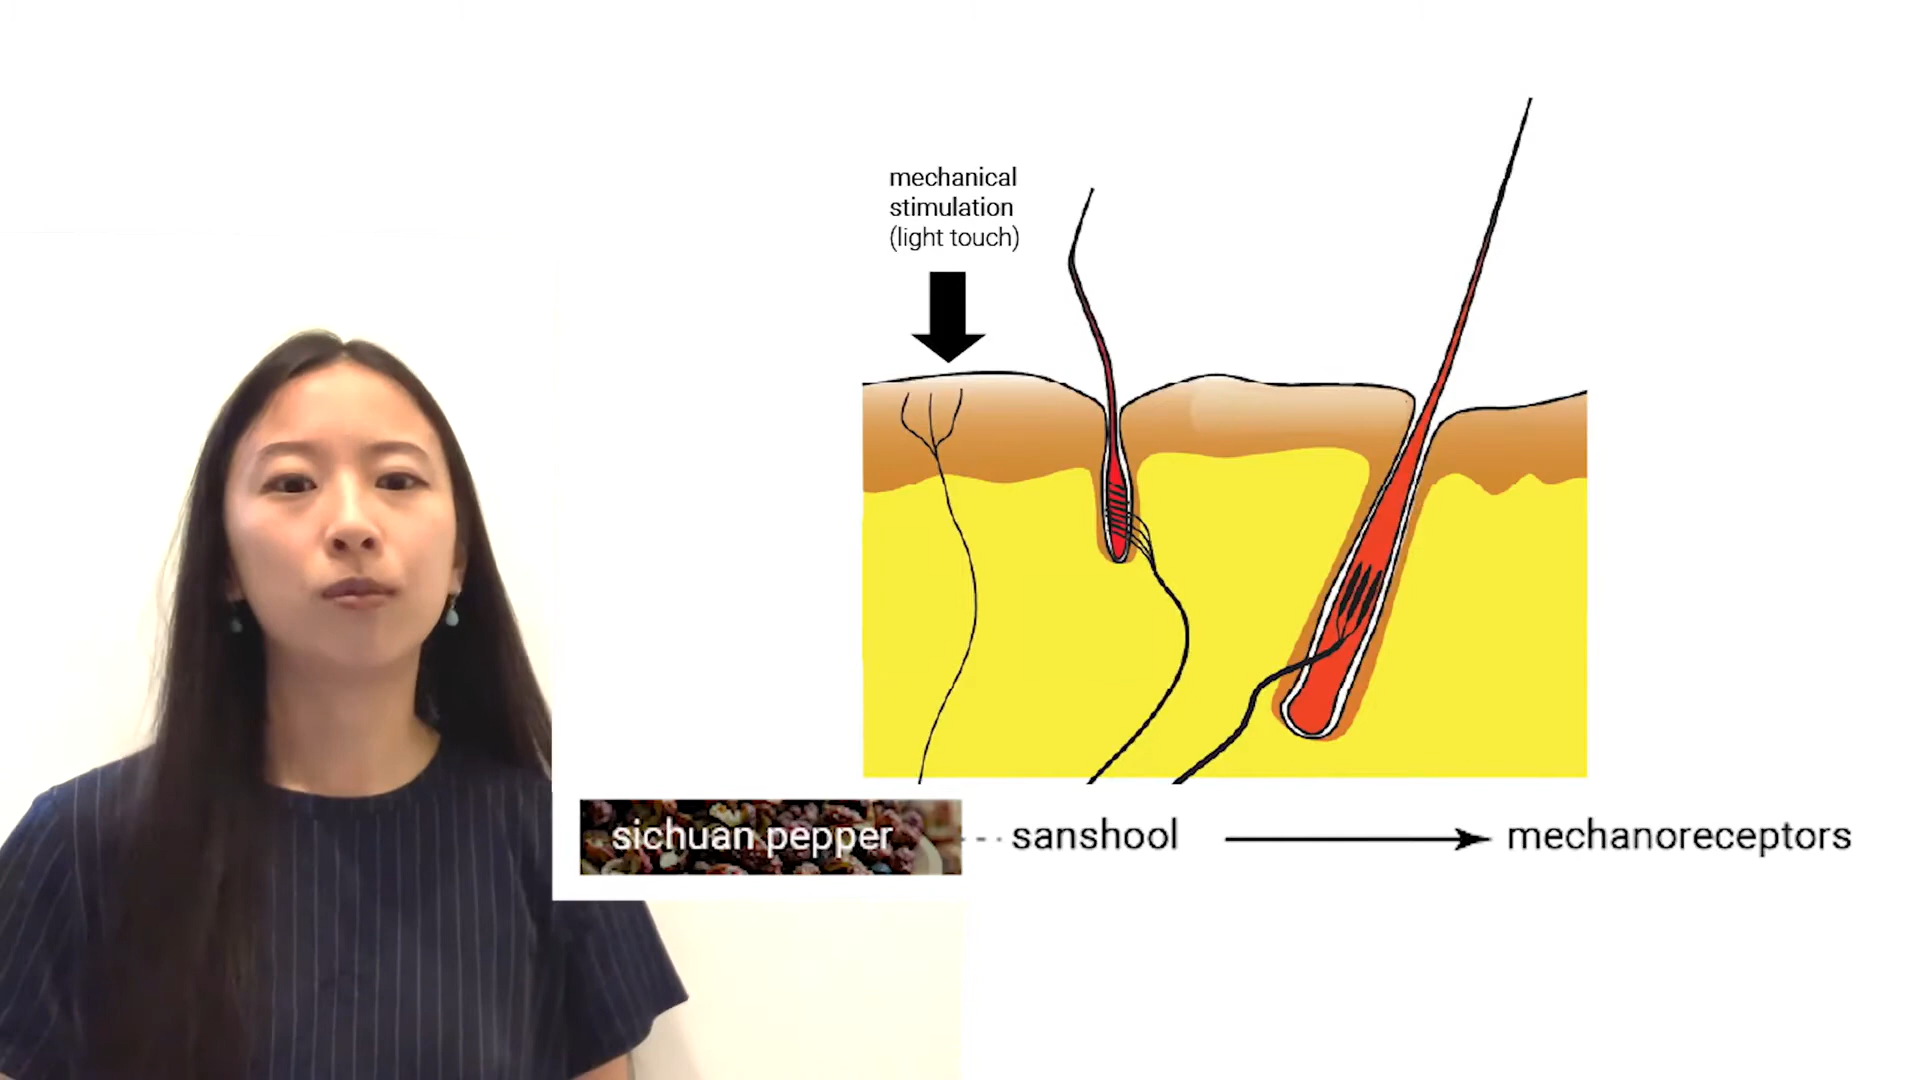 mechanical
stimulation
(light touch)
sichuan pepper
sanshool
mechanoreceptors